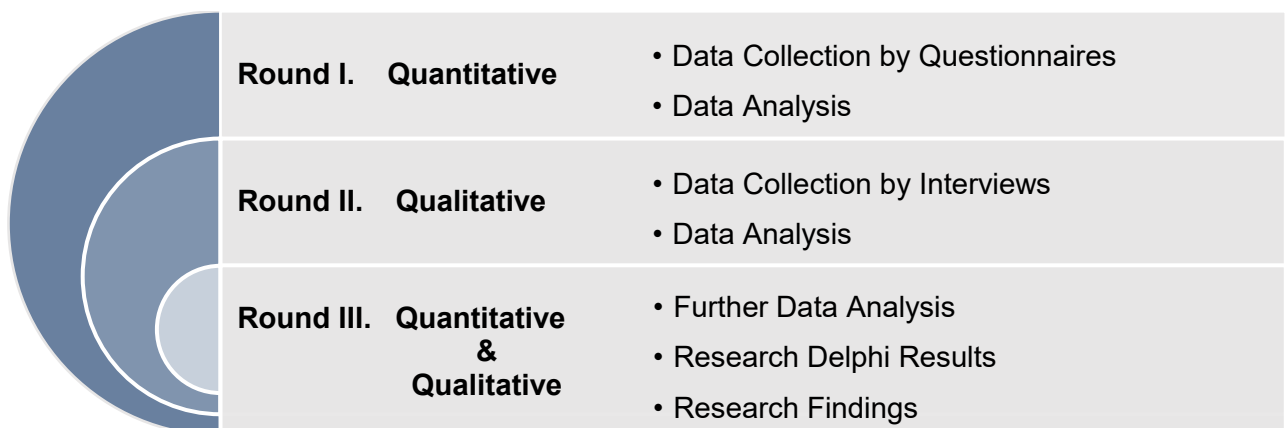 Round I. Quantitative
• Data Collection by Questionnaires
• Data Analysis
Round II. Qualitative
• Data Collection by Interviews
• Data Analysis
Round III. Quantitative
&
Qualitative
• Further Data Analysis
• Research Delphi Results
• Research Findings